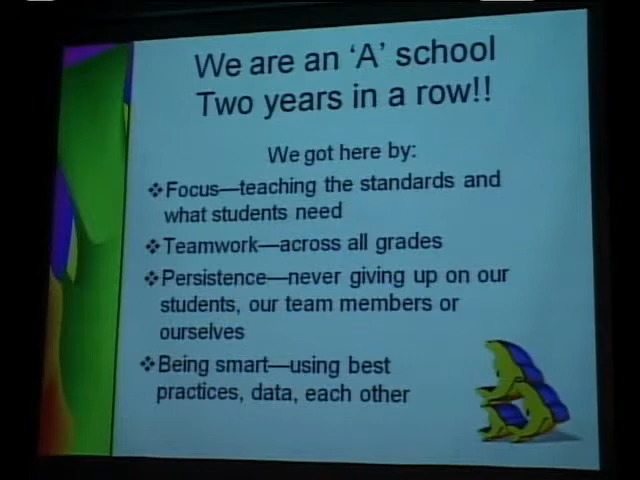 We are an ‘A’ school
Two years in a row!!
We got here by:
❖Focus—teaching the standards and
what students need
❖Teamwork—across all grades
❖Persistence—never giving up on our
students, our team members or
ourselves
❖Being smart—using best
practices, data, each other